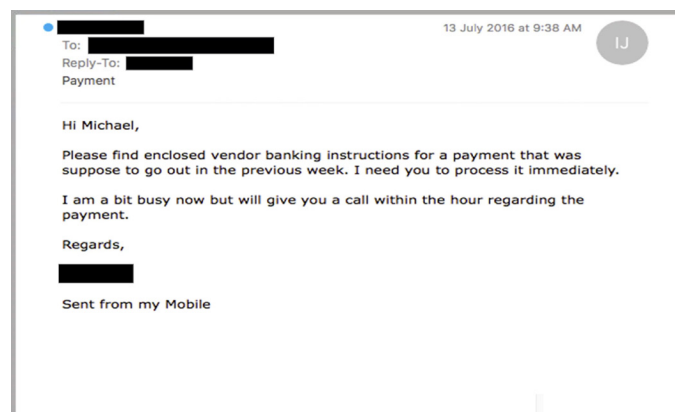 13 July 2016 at 9:38 AM
IJ
To:
Reply-To:
Payment
Hi Michael,
Please find enclosed vendor banking instructions for a payment that was
suppose to go out in the previous week. I need you to process it immediately.
I am a bit busy now but will give you a call within the hour regarding the
payment.
Regards,
Sent from my Mobile